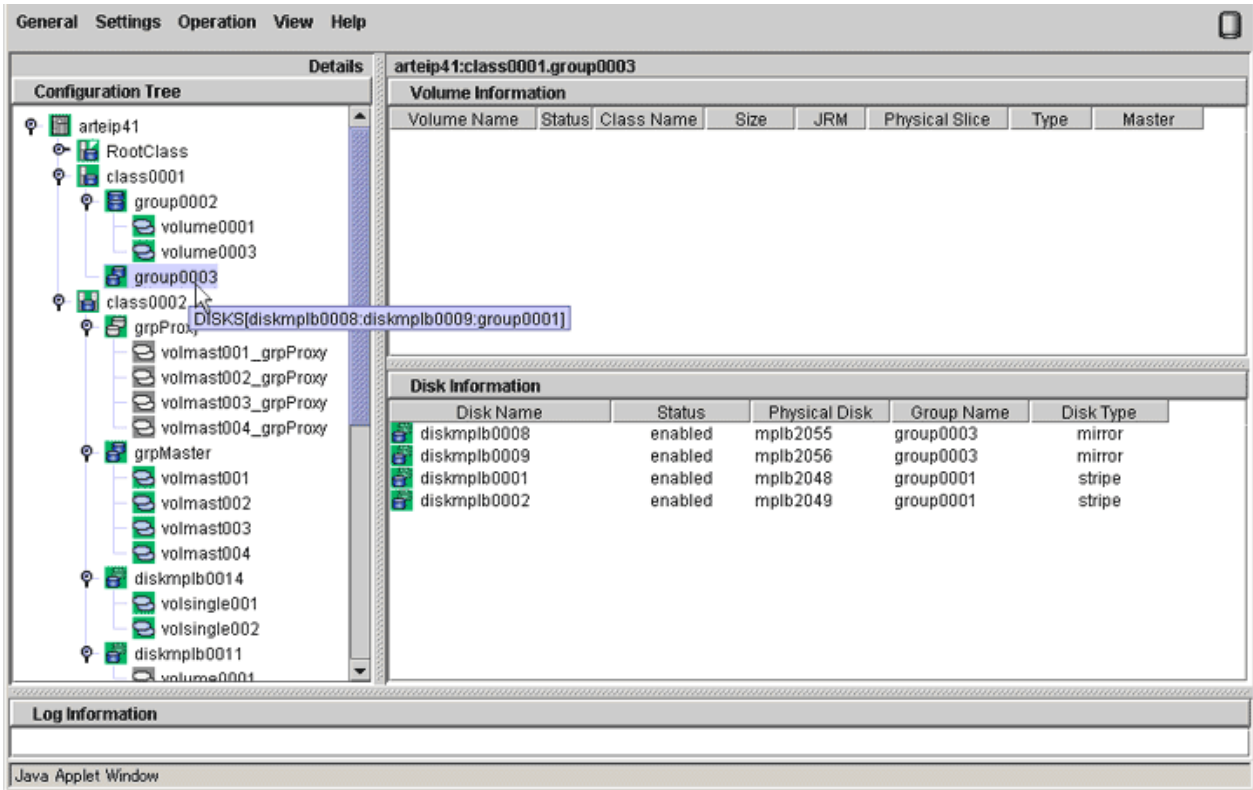 General Settings Operation View Help
Details
Configuration Tree
arteip41
RootClass
class0001
group0002
volume0001
volume0003
group0003
class0002
DISKS[diskmplb0008:diskmplb0009:group0001]
volmast001_grpProxy
volmast002_grpProxy
volmast003_grpProxy
volmast004_grpProxy
grpMaster
volmast001
volmast002
volmast003
volmast004
diskmplb0014
volsingle001
volsingle002
diskmplb0011
volume0001
arteip41:class0001.group0003
Volume Information
Volume Name Status Class Name Size JRM Physical Slice Type Master
Disk Information
Disk Name Status Physical Disk Group Name Disk Type
diskmplb0008 enabled mplb2055 group0003 mirror
diskmplb0009 enabled mplb2056 group0003 mirror
diskmplb0001 enabled mplb2048 group0001 stripe
diskmplb0002 enabled mplb2049 group0001 stripe
Log Information
Java Applet Window